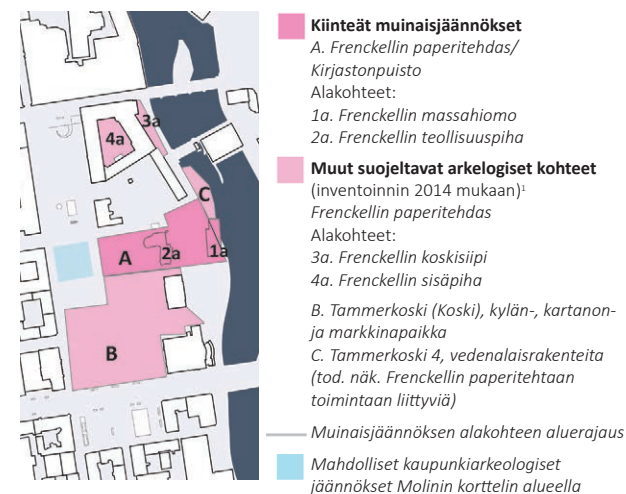 3a
4a
C
A
2a
1a
B
Kiinteät muinaisjäännökset
A. Frenckellin paperitehdas/
Kirjastonpuisto
Alakohteet:
1a. Frenckellin massahiomo
2a. Frenckellin teollisuuspiha
Muut suojeltavat arkelogiset kohteet
(inventoinnin 2014 mukaan)¹
Frenckellin paperitehdas
Alakohteet:
3a. Frenckellin koskisiipi
4a. Frenckellin sisäpiha
B. Tammerkoski (Koski), kylän-, kartanon-
ja markkinapaikka
C. Tammerkoski 4, vedenalaisrakenteita
(tod. näk. Frenckellin paperitehtaan
toimintaan liittyviä)
Muinaisjäännöksen alakohteen aluerajaus
Mahdolliset kaupunkiarkeologiset
jäännökset Molinin korttelin alueella